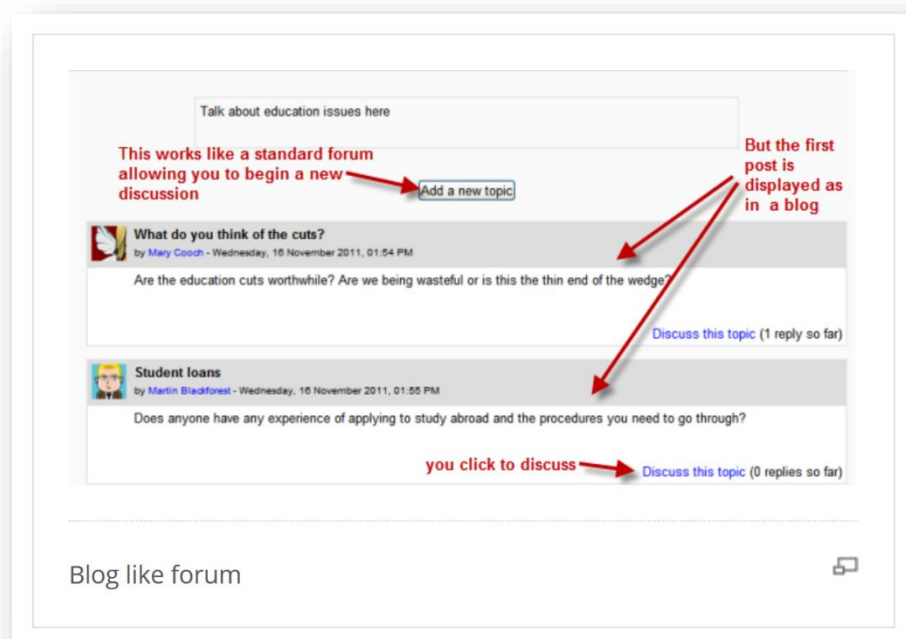 Talk about education issues here
This works like a standard forum
allowing you to begin a new
discussion
But the first
post is
displayed as
in a blog
Add a new topic
What do you think of the cuts?
by Mary Cooch - Wednesday, 16 November 2011, 01:54 PM
Are the education cuts worthwhile? Are we being wasteful or is this the thin end of the wedge?
Discuss this topic (1 reply so far)
Student loans
by Martin Blackforest - Wednesday, 16 November 2011, 01:55 PM
Does anyone have any experience of applying to study abroad and the procedures you need to go through?
you click to discuss
Discuss this topic (0 replies so far)
Blog like forum